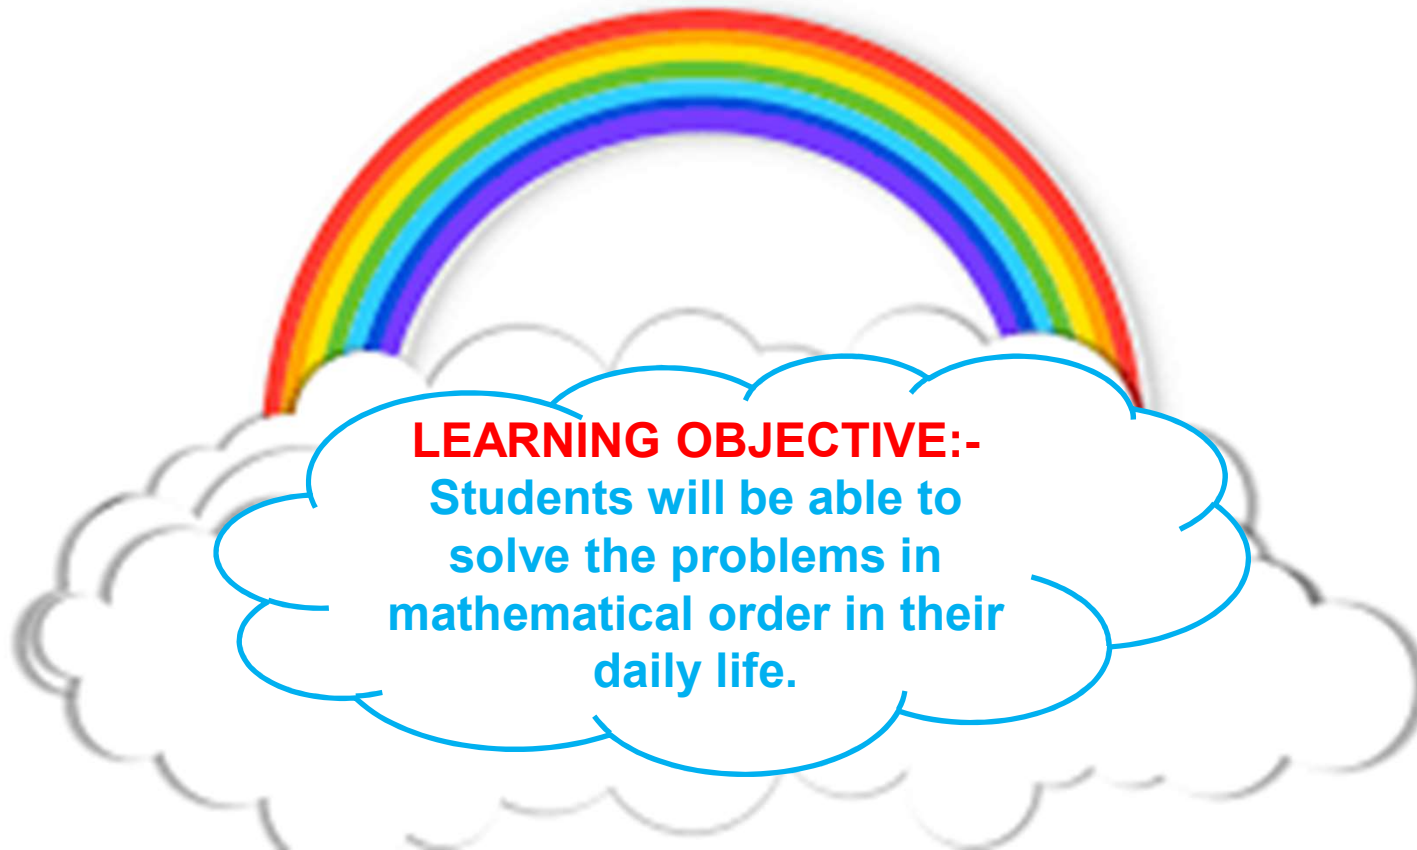 LEARNING OBJECTIVE:-
Students will be able to
solve the problems in
mathematical order in their
daily life.